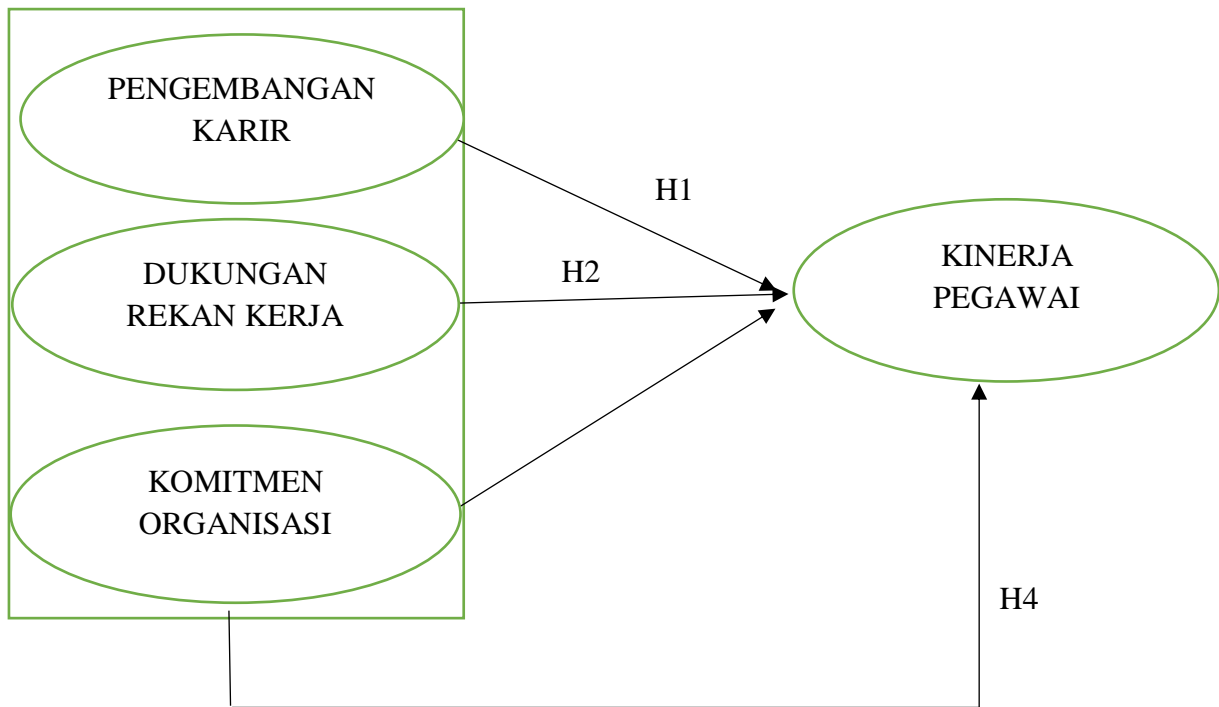 PENGEMBANGAN
KARIR
H1
DUKUNGAN
REKAN KERJA
H2
KINERJA
PEGAWAI
KOMITMEN
ORGANISASI
H4